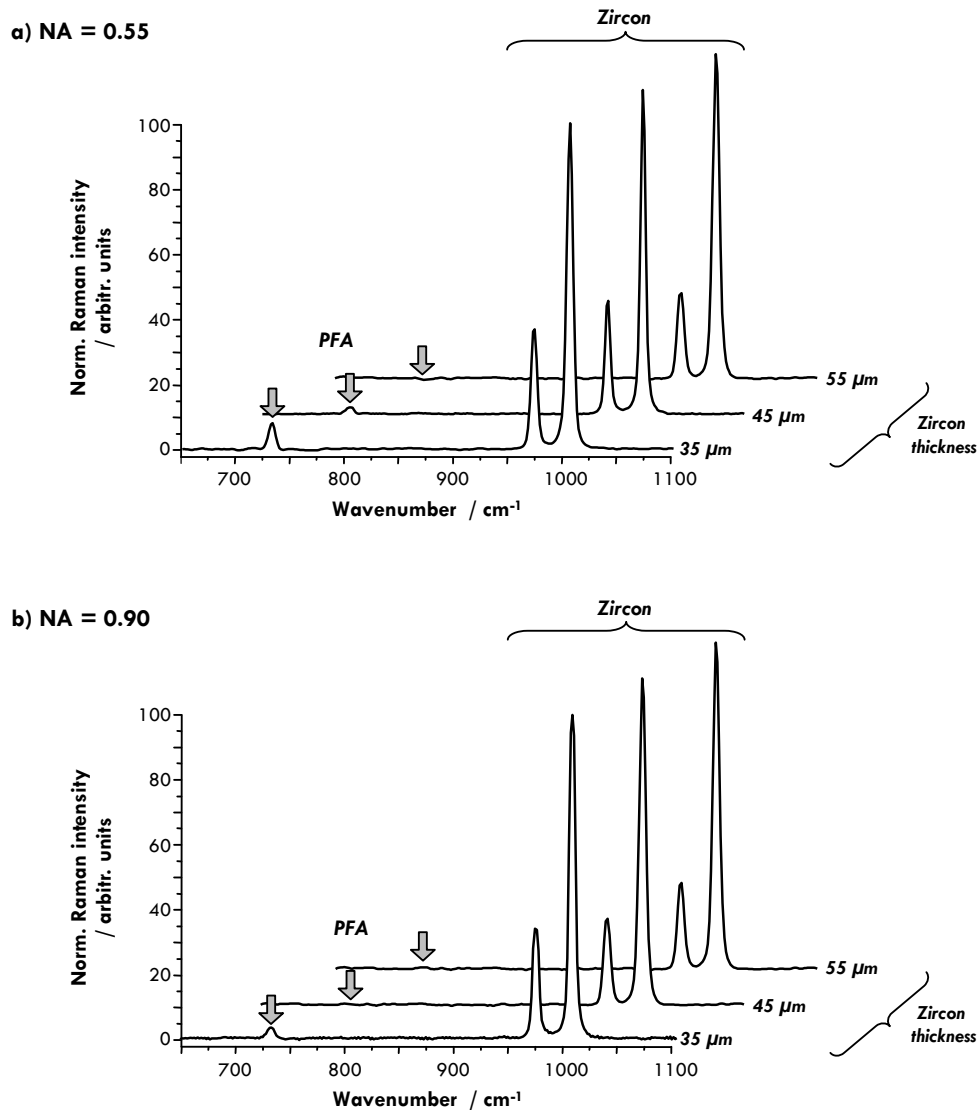 a) NA = 0.55
Zircon
Norm. Raman intensity
/ arbitr. units
100
80
60
40
20
0
PFA
55 µm
45 µm
35 µm
Zircon
thickness
700
800
900
1000
1100
Wavenumber / cm-1
b) NA = 0.90
Zircon
Norm. Raman intensity
/ arbitr. units
100
80
60
40
20
0
PFA
55 µm
45 µm
35 µm
Zircon
thickness
700
800
900
1000
1100
Wavenumber / cm-1